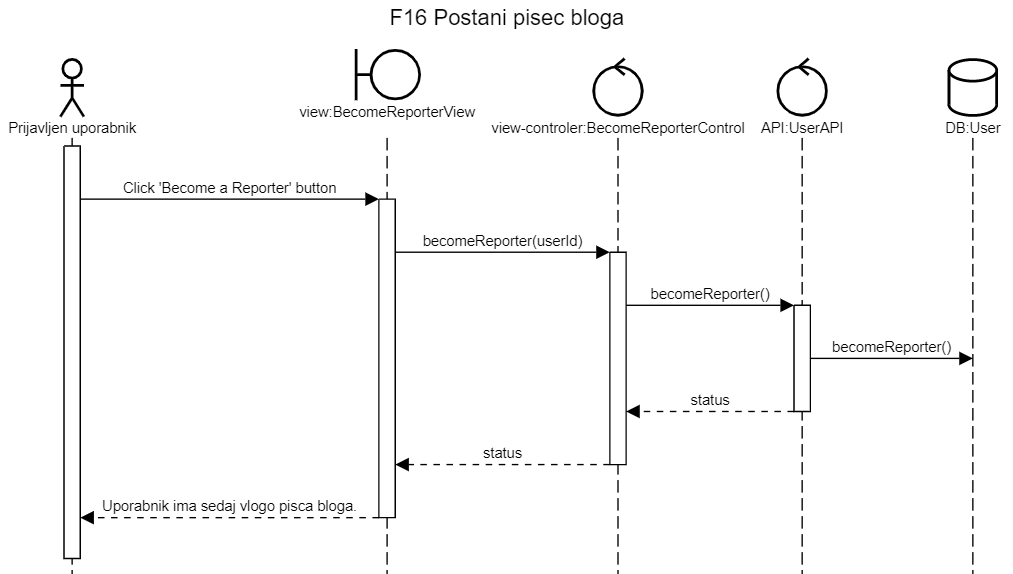 F16 Postani pisec bloga
Prijavljen uporabnik
view:BecomeReporterView
view-controler:BecomeReporterControl
API:UserAPI
DB:User
Click 'Become a Reporter' button
becomeReporter(userId)
becomeReporter()
becomeReporter()
status
status
Uporabnik ima sedaj vlogo pisca bloga.